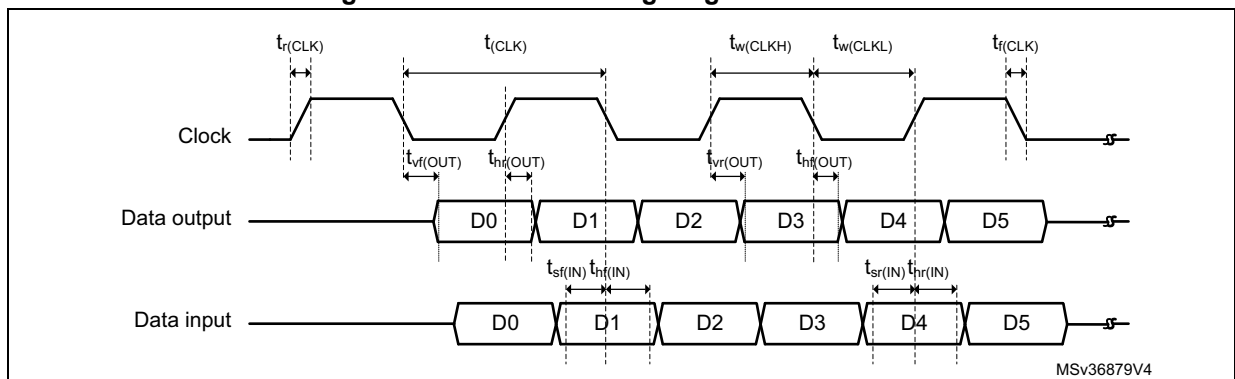 t_r(CLK) t_(CLK) t_w(CLKH) t_w(CLKL) t_f(CLK)
Clock
t_vf(OUT) t_hr(OUT) t_vr(OUT) t_hf(OUT)
Data output D0 D1 D2 D3 D4 D5
t_sf(IN) t_hf(IN) t_sr(IN) t_hr(IN)
Data input D0 D1 D2 D3 D4 D5
MSv36879V4